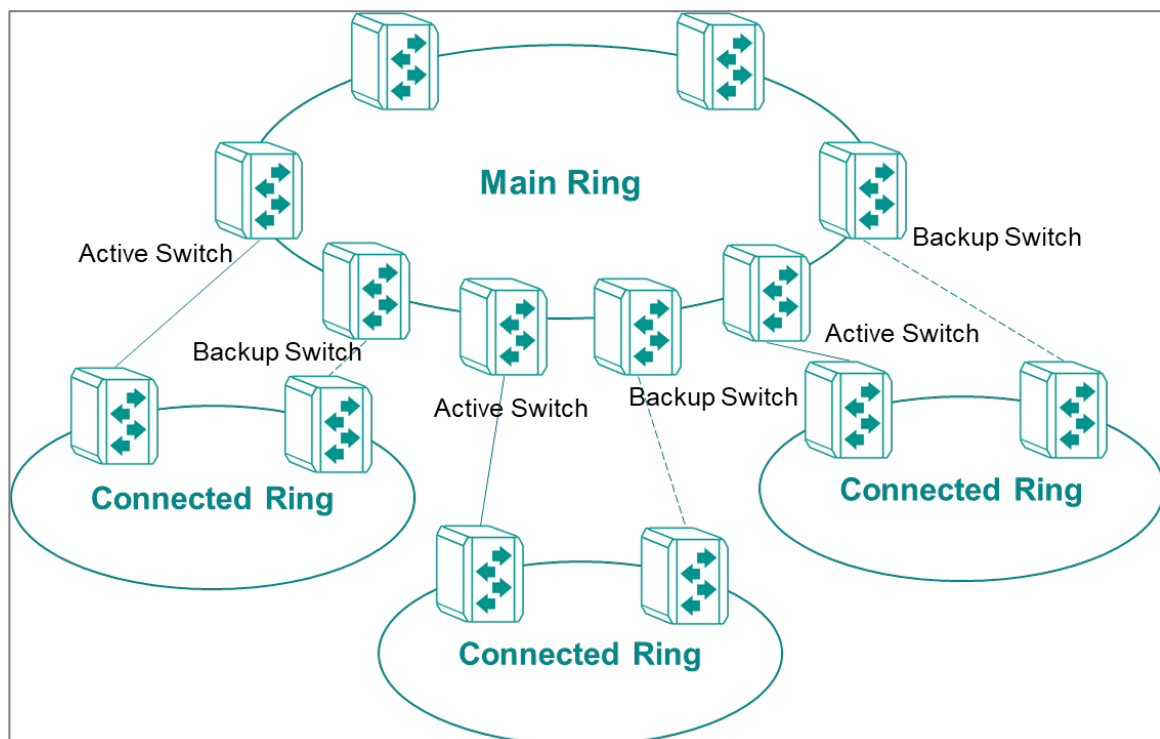 Main Ring
Active Switch
Backup Switch
Backup Switch
Active Switch
Active Switch
Backup Switch
Connected Ring
Connected Ring
Connected Ring